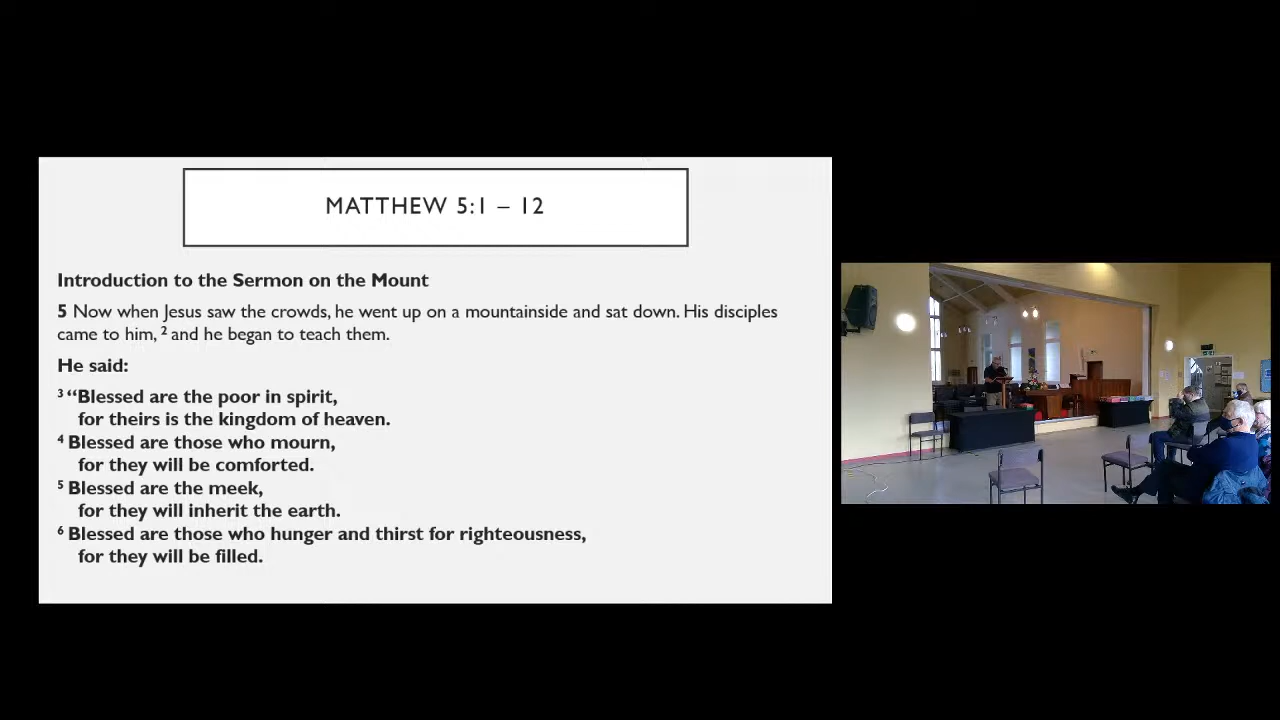 MATTHEW 5:1 – 12
Introduction to the Sermon on the Mount
5 Now when Jesus saw the crowds, he went up on a mountainside and sat down. His disciples
came to him, 2 and he began to teach them.
He said:
3 “Blessed are the poor in spirit,
for theirs is the kingdom of heaven.
4 Blessed are those who mourn,
for they will be comforted.
5 Blessed are the meek,
for they will inherit the earth.
6 Blessed are those who hunger and thirst for righteousness,
for they will be filled.